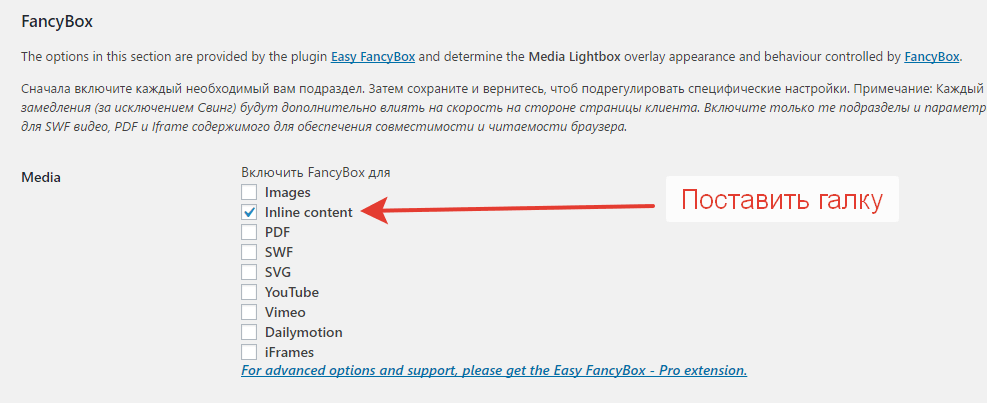 FancyBox
The options in this section are provided by the plugin Easy FancyBox and determine the Media Lightbox overlay appearance and behaviour controlled by FancyBox.
Сначала включите каждый необходимый вам подраздел. Затем сохраните и вернитесь, чтоб подрегулировать специфические настройки. Примечание: Каждый
замедления (за исключением Свинг) будут дополнительно влиять на скорость на стороне страницы клиента. Включите только те подразделы и параметр
для SWF видео, PDF и Iframe содержимого для обеспечения совместимости и читаемости браузера.
Media
Включить FancyBox для
Images
Inline content
Поставить галку
PDF
SWF
SVG
YouTube
Vimeo
Dailymotion
iFrames
For advanced options and support, please get the Easy FancyBox - Pro extension.